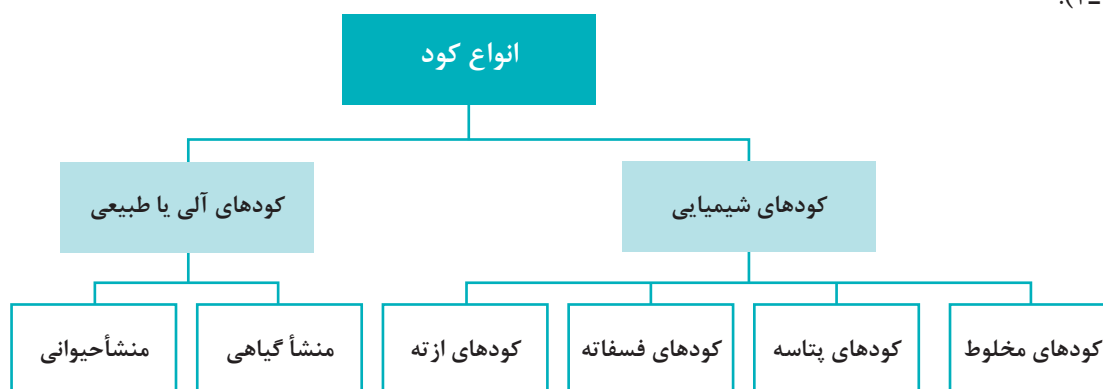 انواع کود
کودهای شیمیایی
کودهای آلی یا طبیعی
کودهای مخلوط
کودهای پتاسه
کودهای فسفاته
کودهای ازته
منشأ گیاهی
منشأحیوانی